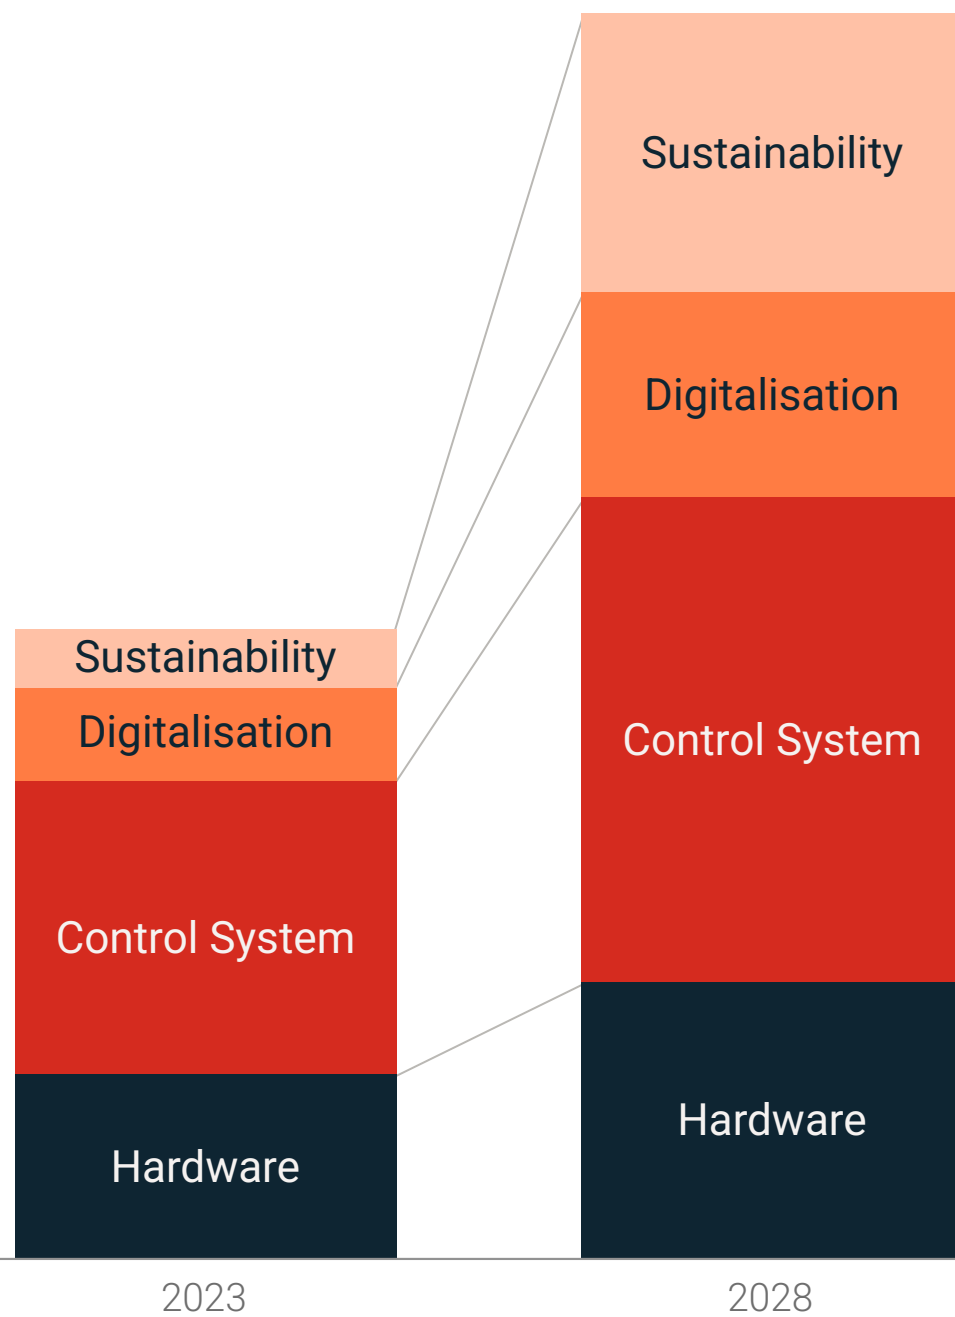 Sustainability
Digitalisation
Control System
Hardware
Sustainability
Digitalisation
Control System
Hardware
2023
2028